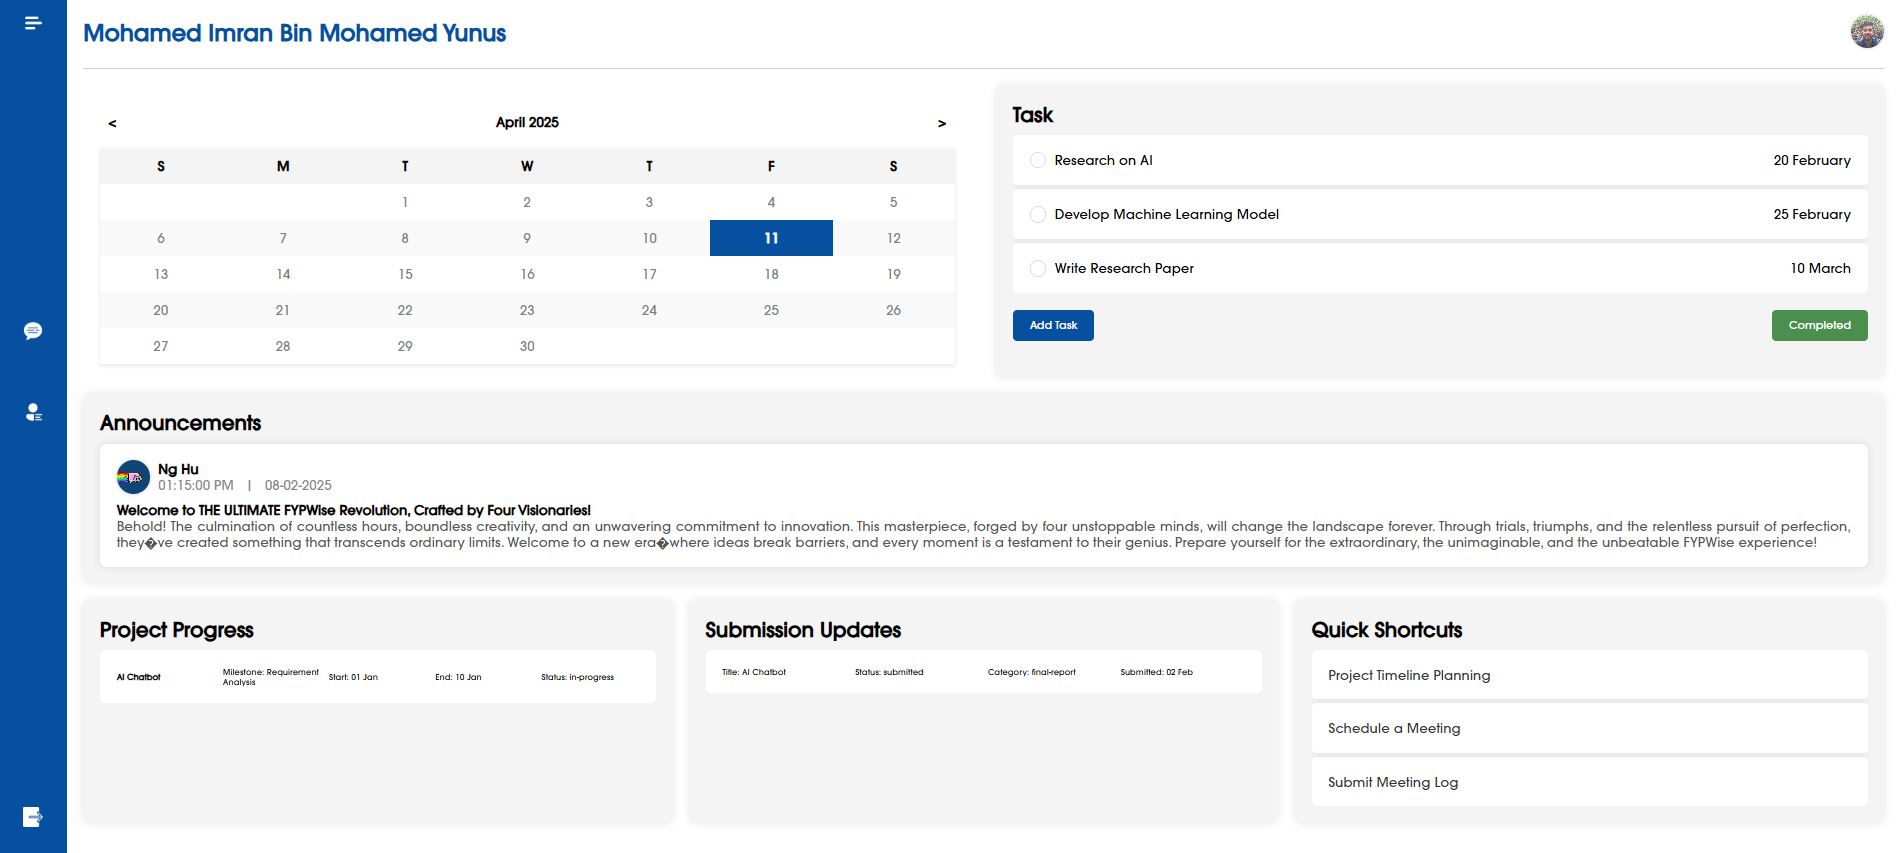 Mohamed Imran Bin Mohamed Yunus
< April 2025 >
S M T W T F S
1 2 3 4 5
6 7 8 9 10 11 12
13 14 15 16 17 18 19
20 21 22 23 24 25 26
27 28 29 30
Task
Research on AI 20 February
Develop Machine Learning Model 25 February
Write Research Paper 10 March
Add Task Completed
Announcements
Ng Hu
01:15:00 PM | 08-02-2025
Welcome to THE ULTIMATE FYPWise Revolution, Crafted by Four Visionaries!
Behold! The culmination of countless hours, boundless creativity, and an unwavering commitment to innovation. This masterpiece, forged by four unstoppable minds, will change the landscape forever. Through trials, triumphs, and the relentless pursuit of perfection,
they�ve created something that transcends ordinary limits. Welcome to a new era�where ideas break barriers, and every moment is a testament to their genius. Prepare yourself for the extraordinary, the unimaginable, and the unbeatable FYPWise experience!
Project Progress
AI Chatbot
Milestone: Requirement
Analysis
Start: 01 Jan
End: 10 Jan
Status: in-progress
Submission Updates
Title: AI Chatbot Status: submitted Category: final-report Submitted: 02 Feb
Quick Shortcuts
Project Timeline Planning
Schedule a Meeting
Submit Meeting Log